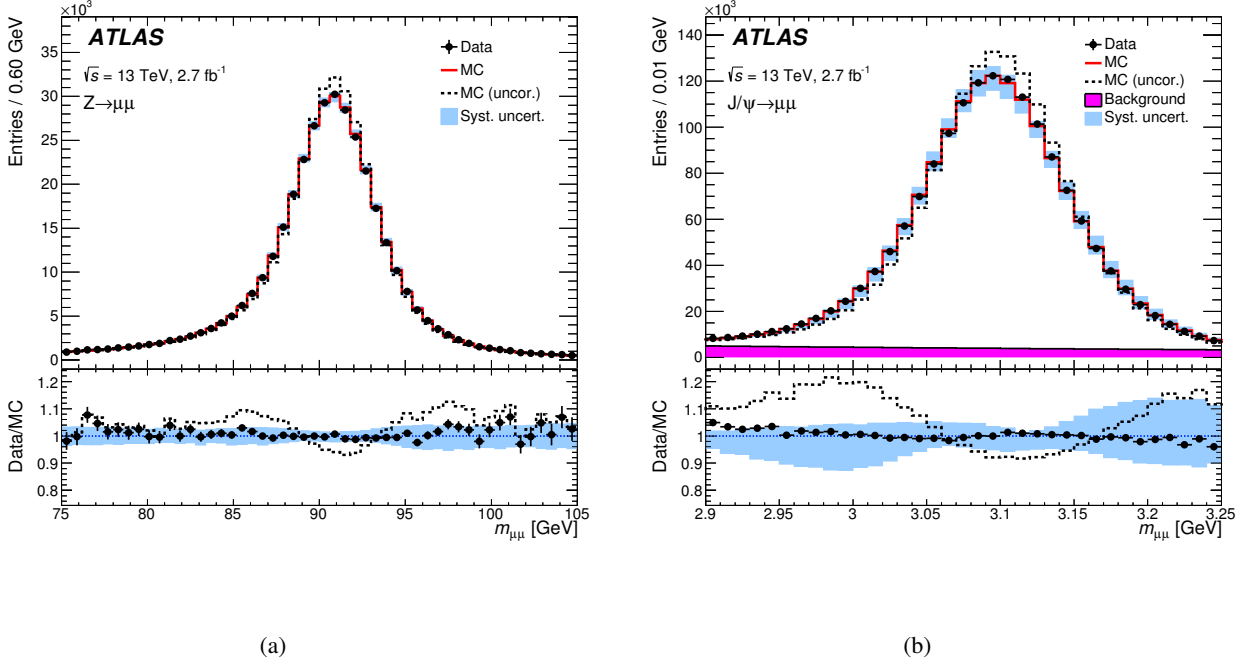 ×10³
ATLAS
√s = 13 TeV, 2.7 fb⁻¹
Z→μμ
Data
MC
MC (uncor.)
Syst. uncert.
Entries / 0.60 GeV
35
30
25
20
15
10
5
0
Data/MC
1.2
1.1
1
0.9
0.8
75 80 85 90 95 100 105
m_μμ [GeV]
(a)
×10³
ATLAS
√s = 13 TeV, 2.7 fb⁻¹
J/ψ→μμ
Data
MC
MC (uncor.)
Background
Syst. uncert.
Entries / 0.01 GeV
140
120
100
80
60
40
20
0
Data/MC
1.2
1.1
1
0.9
0.8
2.9 2.95 3 3.05 3.1 3.15 3.2 3.25
m_μμ [GeV]
(b)